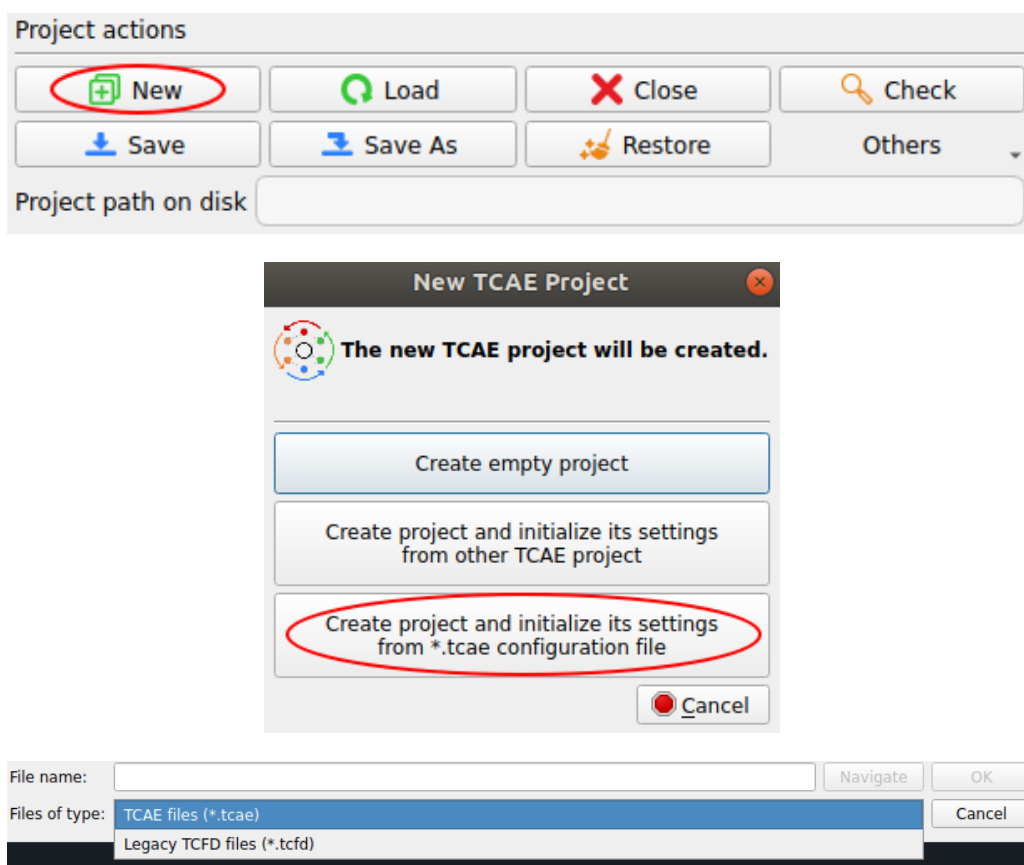 Project actions
New Load Close Check
Save Save As Restore Others
Project path on disk
New TCAE Project
The new TCAE project will be created.
Create empty project
Create project and initialize its settings
from other TCAE project
Create project and initialize its settings
from *.tcae configuration file
Cancel
File name: Navigate OK
Files of type: TCAE files (*.tcae) Cancel
Legacy TCFD files (*.tcfd)